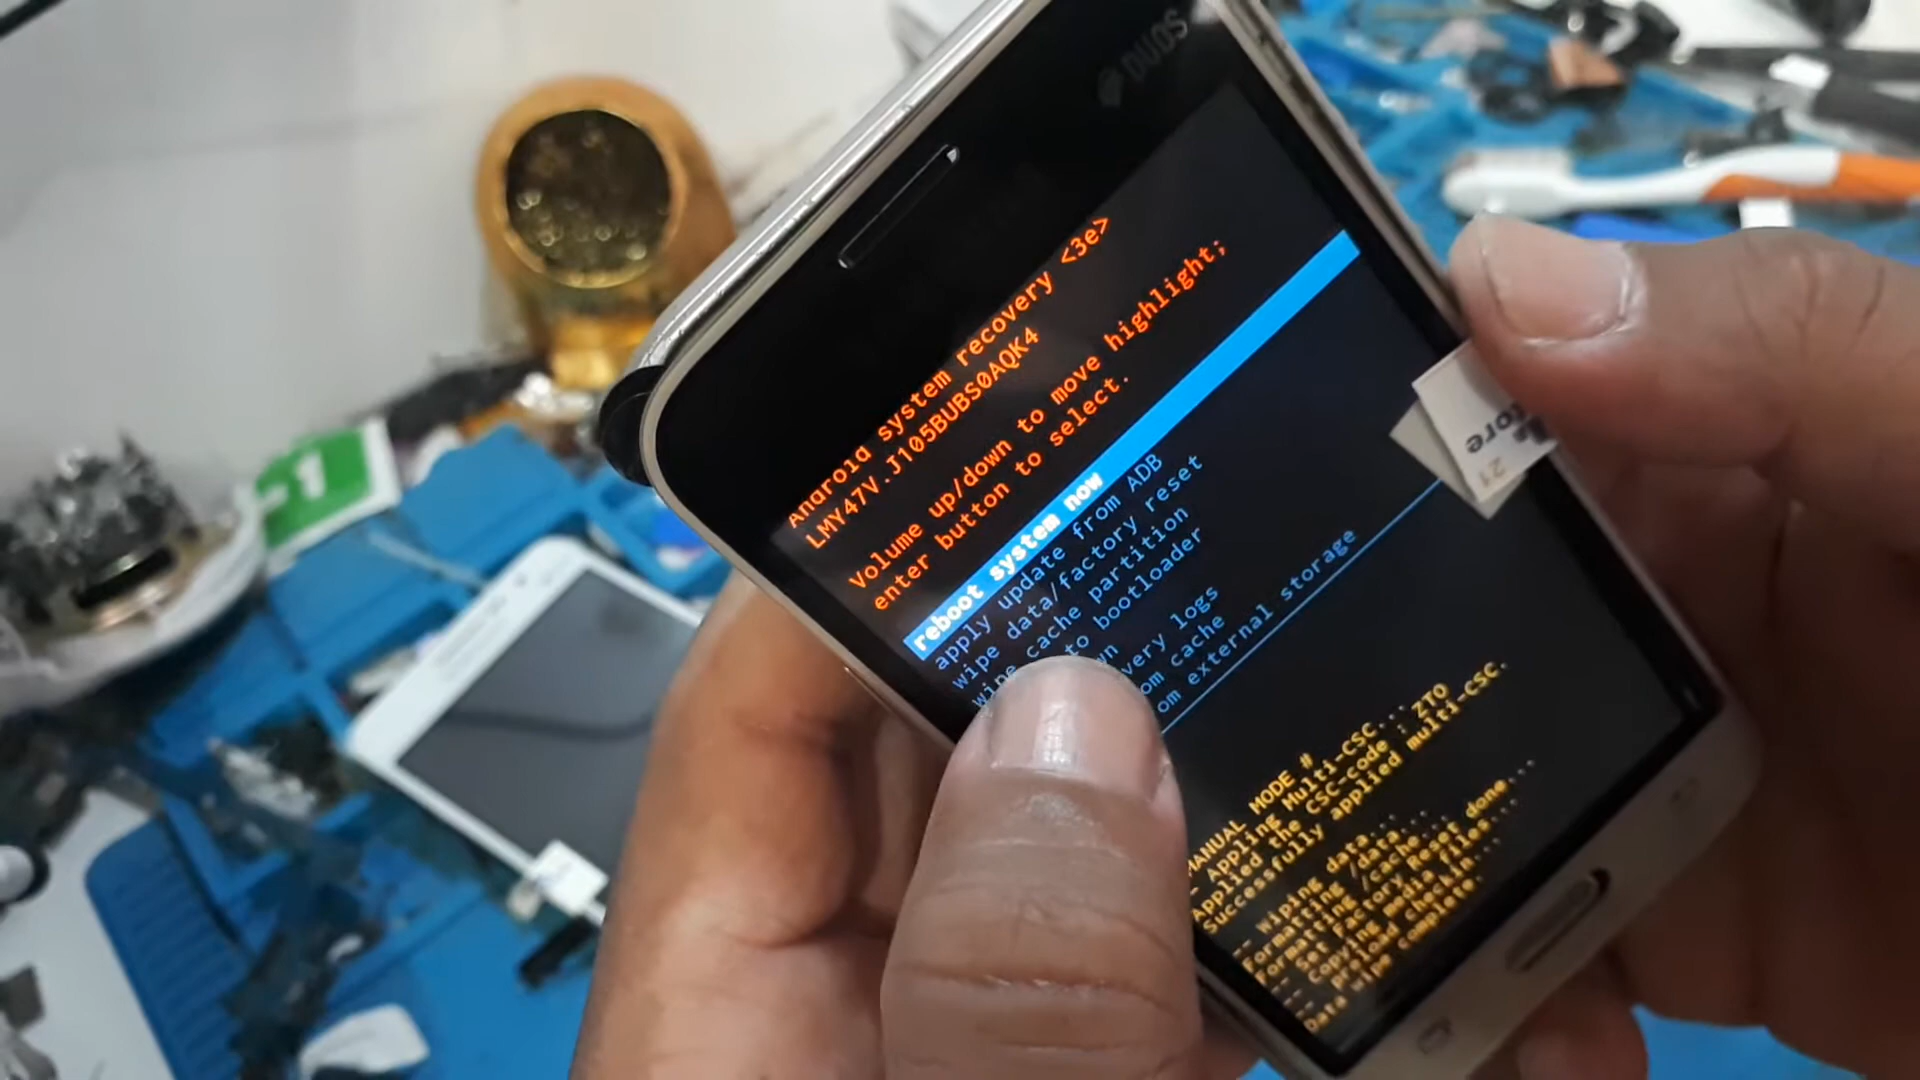 DUOS
Android system recovery <3e>
LMY47V.J105BUBS0AQK4
Volume up/down to move highlight;
enter button to select.
reboot system now
apply update from ADB
wipe data/factory reset
wipe cache partition
to bootloader
wn
very logs
om cache
om external storage
MANUAL MODE #
-- Appling Multi-CSC...
Applied the CSC-code : ZTO
Successfully applied multi-CSC.
-- Wiping data...
Formatting /data...
Formatting /cache...
-- Set Factory Reset done...
-- Copying media files...
-- preload checkin...
Data wipe complete.
tore
21